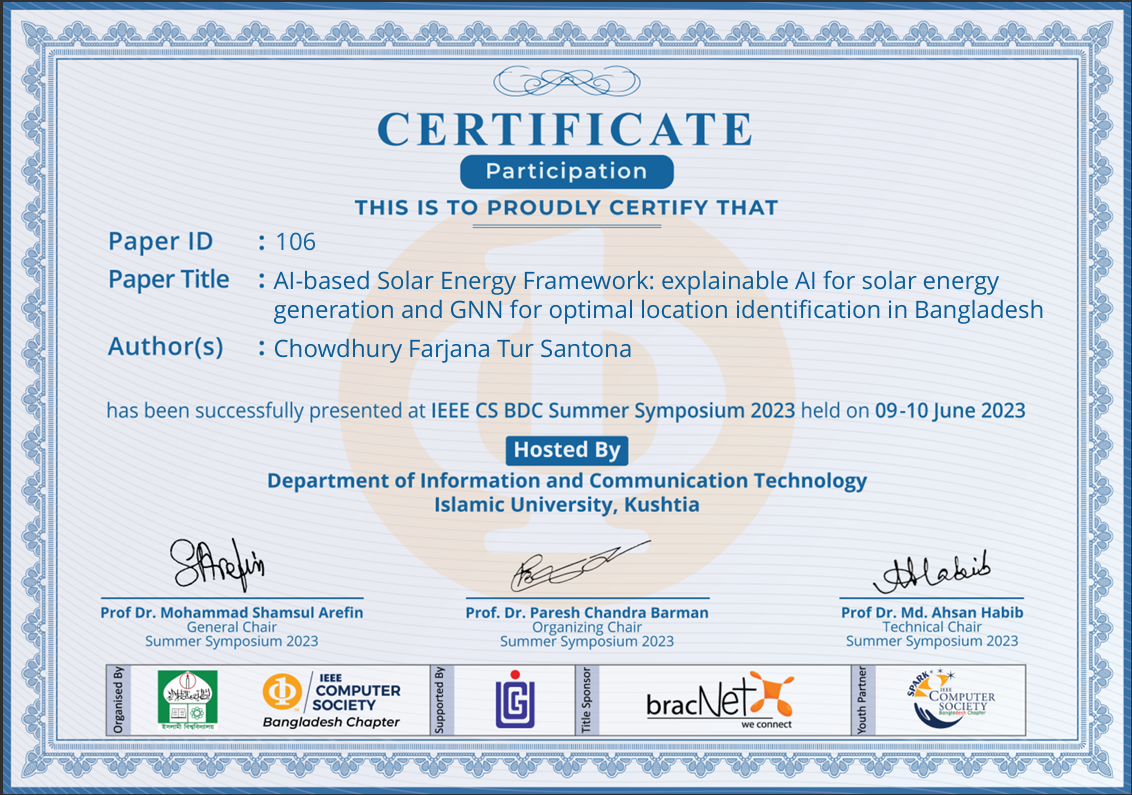 CERTIFICATE
Participation
THIS IS TO PROUDLY CERTIFY THAT
Paper ID : 106
Paper Title : AI-based Solar Energy Framework: explainable AI for solar energy
generation and GNN for optimal location identification in Bangladesh
Author(s) : Chowdhury Farjana Tur Santona
has been successfully presented at IEEE CS BDC Summer Symposium 2023 held on 09-10 June 2023
Hosted By
Department of Information and Communication Technology
Islamic University, Kushtia
SArefin
AHabib
Prof Dr. Mohammad Shamsul Arefin
General Chair
Summer Symposium 2023
Prof. Dr. Paresh Chandra Barman
Organizing Chair
Summer Symposium 2023
Prof Dr. Md. Ahsan Habib
Technical Chair
Summer Symposium 2023
Organised By
ইসলামী বিশ্ববিদ্যালয়
IEEE
COMPUTER
SOCIETY
Bangladesh Chapter
Supported By
Title Sponsor
bracNet
we connect
Youth Partner
SPARK
IEEE
COMPUTER
SOCIETY
Bangladesh Chapter